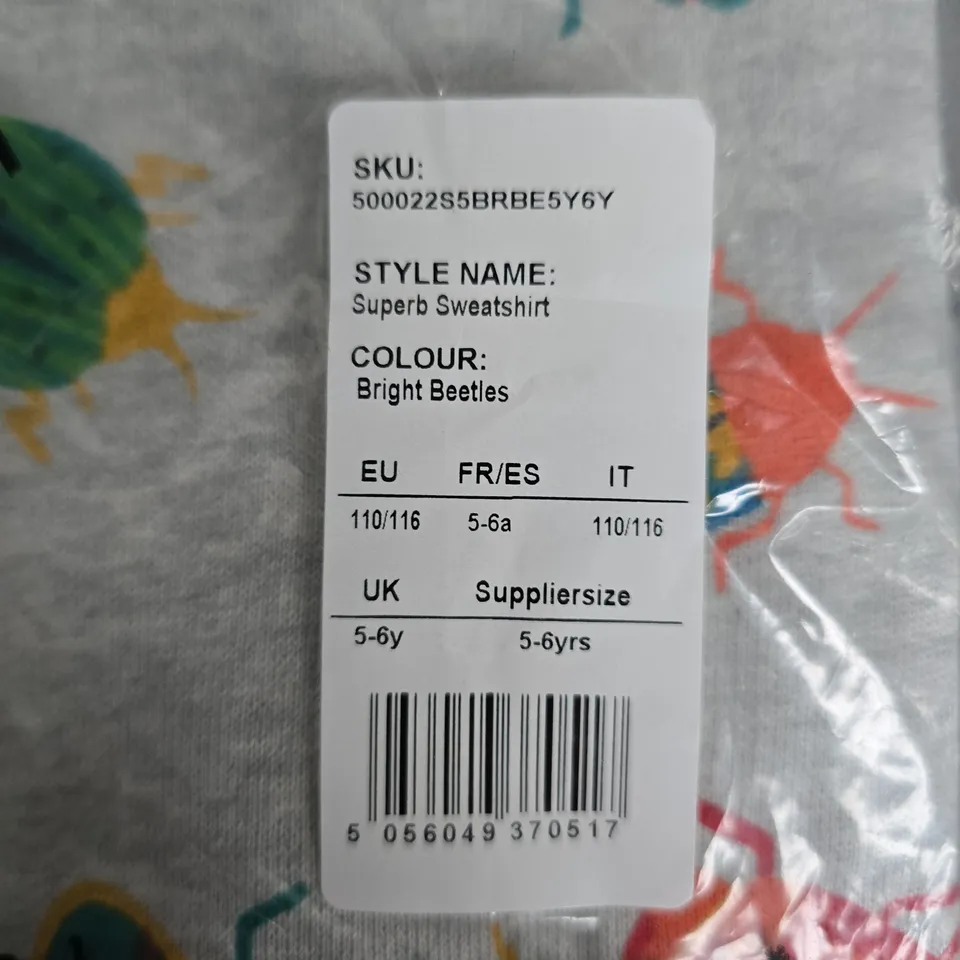 SKU:
500022S5BRBE5Y6Y
STYLE NAME:
Superb Sweatshirt
COLOUR:
Bright Beetles
EU FR/ES IT
110/116 5-6a 110/116
UK Suppliersize
5-6y 5-6yrs
5 056049 370517